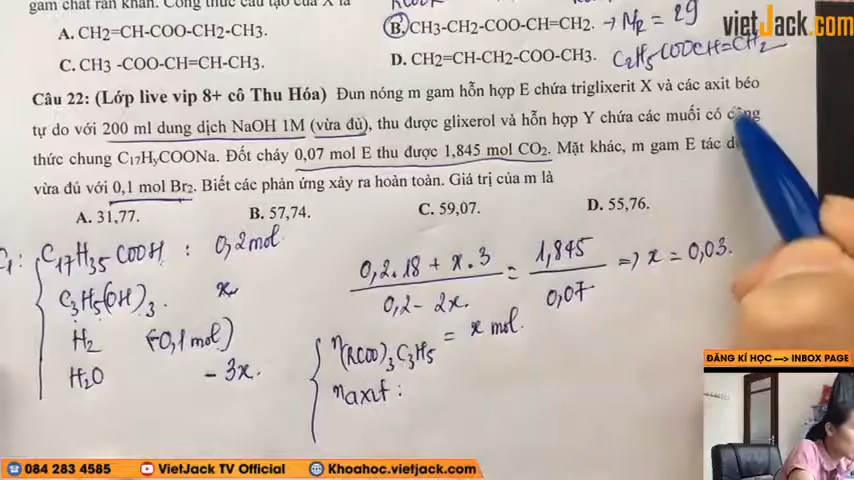 gam chất rắn khan. Công thức cấu tạo của X là
A. CH2=CH-COO-CH2-CH3.
B. CH3-CH2-COO-CH=CH2. → MR = 29
vietJack.com
C. CH3 -COO-CH=CH-CH3.
D. CH2=CH-CH2-COO-CH3.
C2H5COOCH=CH2
Câu 22: (Lớp live vip 8+ cô Thu Hóa) Đun nóng m gam hỗn hợp E chứa triglixerit X và các axit béo
tự do với 200 ml dung dịch NaOH 1M (vừa đủ), thu được glixerol và hỗn hợp Y chứa các muối có công
thức chung C17HyCOONa. Đốt cháy 0,07 mol E thu được 1,845 mol CO2. Mặt khác, m gam E tác
vừa đủ với 0,1 mol Br2. Biết các phản ứng xảy ra hoàn toàn. Giá trị của m là
A. 31,77.
B. 57,74.
C. 59,07.
D. 55,76.
C17H35COOH : 0,2 mol
C3H5(OH)3. x
H2 (-0,1 mol)
H2O - 3x.
0,2.18 + x.3 / 0,2 - 2x. = 1,845 / 0,07 => x = 0,03.
n(RCOO)3C3H5 = x mol.
naxit :
ĐĂNG KÍ HỌC —> INBOX PAGE
084 283 4585
VietJack TV Official
Khoahoc.vietjack.com